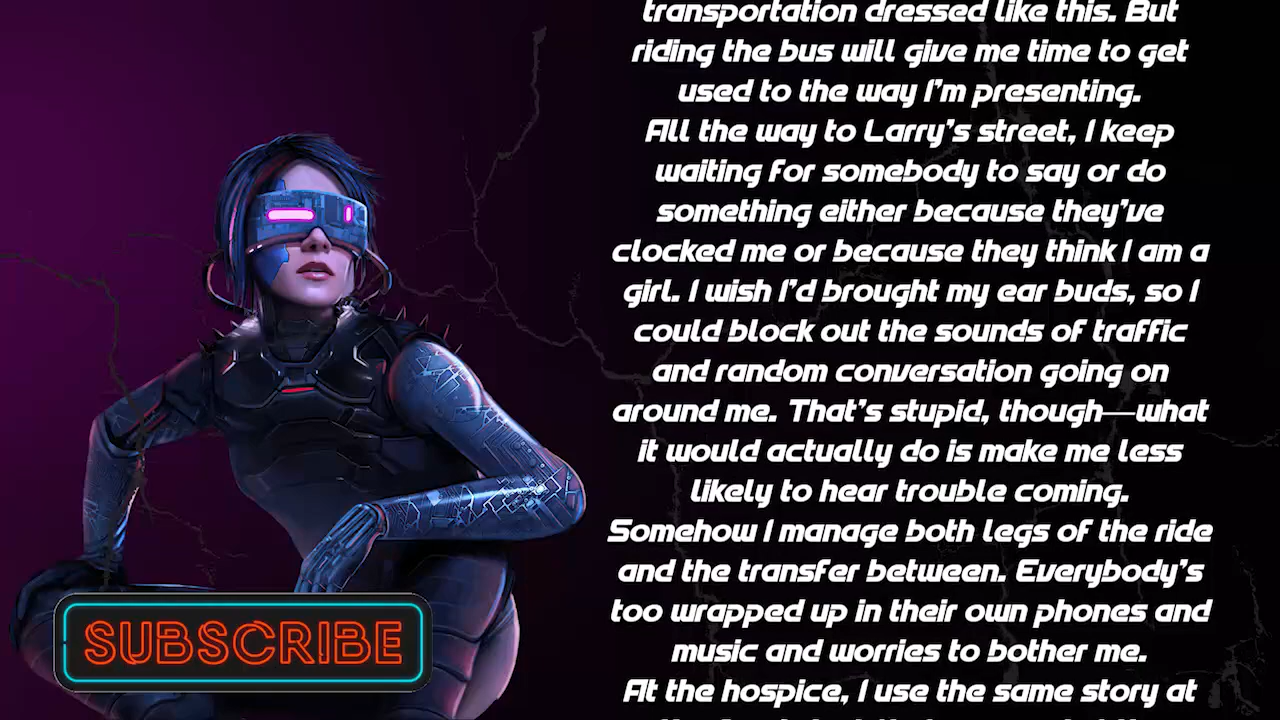 transportation dressed like this. But
riding the bus will give me time to get
used to the way I'm presenting.
All the way to Larry's street, I keep
waiting for somebody to say or do
something either because they've
clocked me or because they think I am a
girl. I wish I'd brought my ear buds, so I
could block out the sounds of traffic
and random conversation going on
around me. That's stupid, though—what
it would actually do is make me less
likely to hear trouble coming.
Somehow I manage both legs of the ride
and the transfer between. Everybody's
too wrapped up in their own phones and
music and worries to bother me.
At the hospice, I use the same story at
SUBSCRIBE